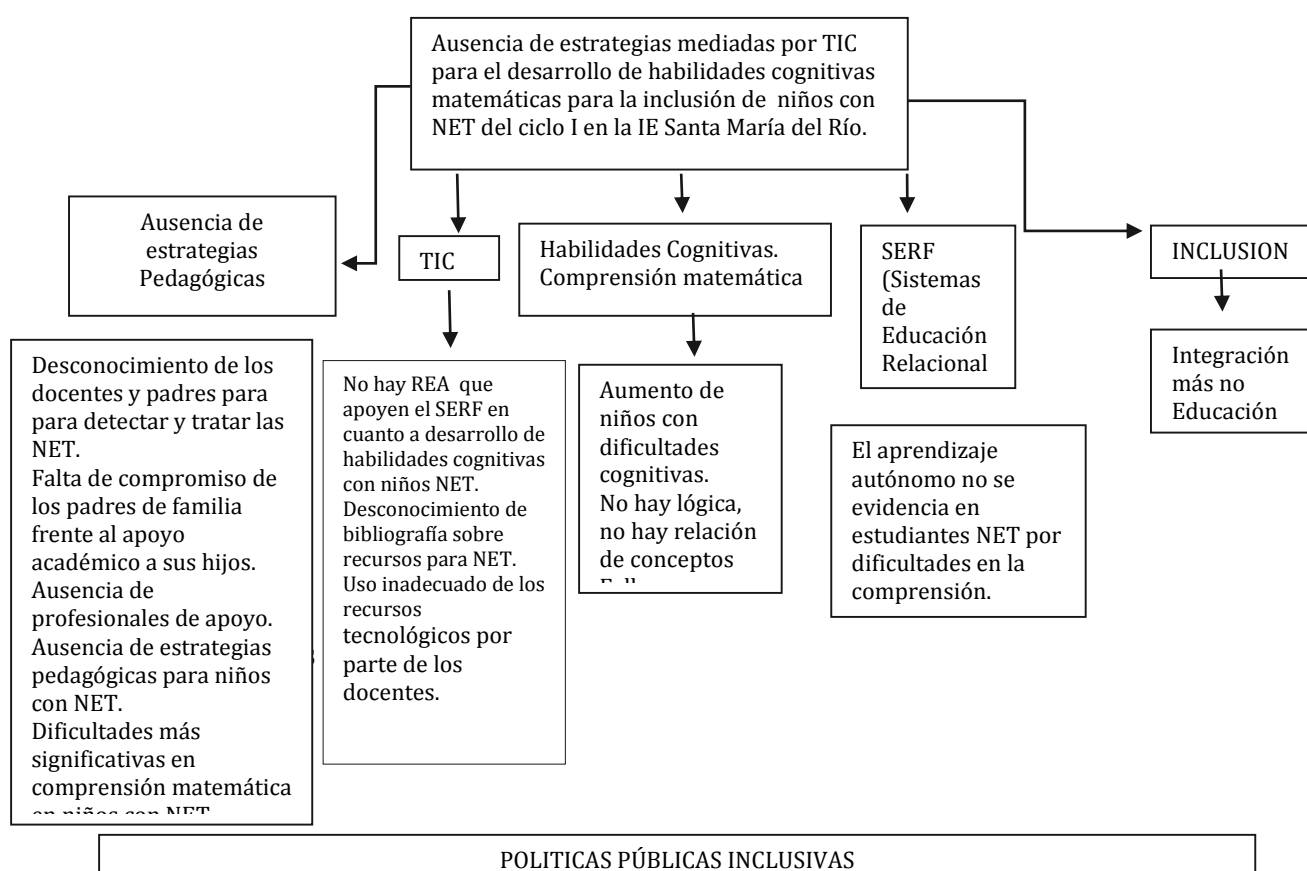 Ausencia de estrategias mediadas por TIC
para el desarrollo de habilidades cognitivas
matemáticas para la inclusión de niños con
NET del ciclo I en la IE Santa María del Río.
Ausencia de
estrategias
Pedagógicas
TIC
Habilidades Cognitivas.
Comprensión matemática
SERF
(Sistemas
de
Educación
Relacional
INCLUSION
Desconocimiento de los
docentes y padres para
para detectar y tratar las
NET.
Falta de compromiso de
los padres de familia
frente al apoyo
académico a sus hijos.
Ausencia de
profesionales de apoyo.
Ausencia de estrategias
pedagógicas para niños
con NET.
Dificultades más
significativas en
comprensión matemática
en niños con NET
No hay REA que
apoyen el SERF en
cuanto a desarrollo de
habilidades cognitivas
con niños NET.
Desconocimiento de
bibliografía sobre
recursos para NET.
Uso inadecuado de los
recursos
tecnológicos por
parte de los
docentes.
Aumento de
niños con
dificultades
cognitivas.
No hay lógica,
no hay relación
de conceptos
El aprendizaje
autónomo no se
evidencia en
estudiantes NET por
dificultades en la
comprensión.
Integración
más no
Educación
POLITICAS PÚBLICAS INCLUSIVAS